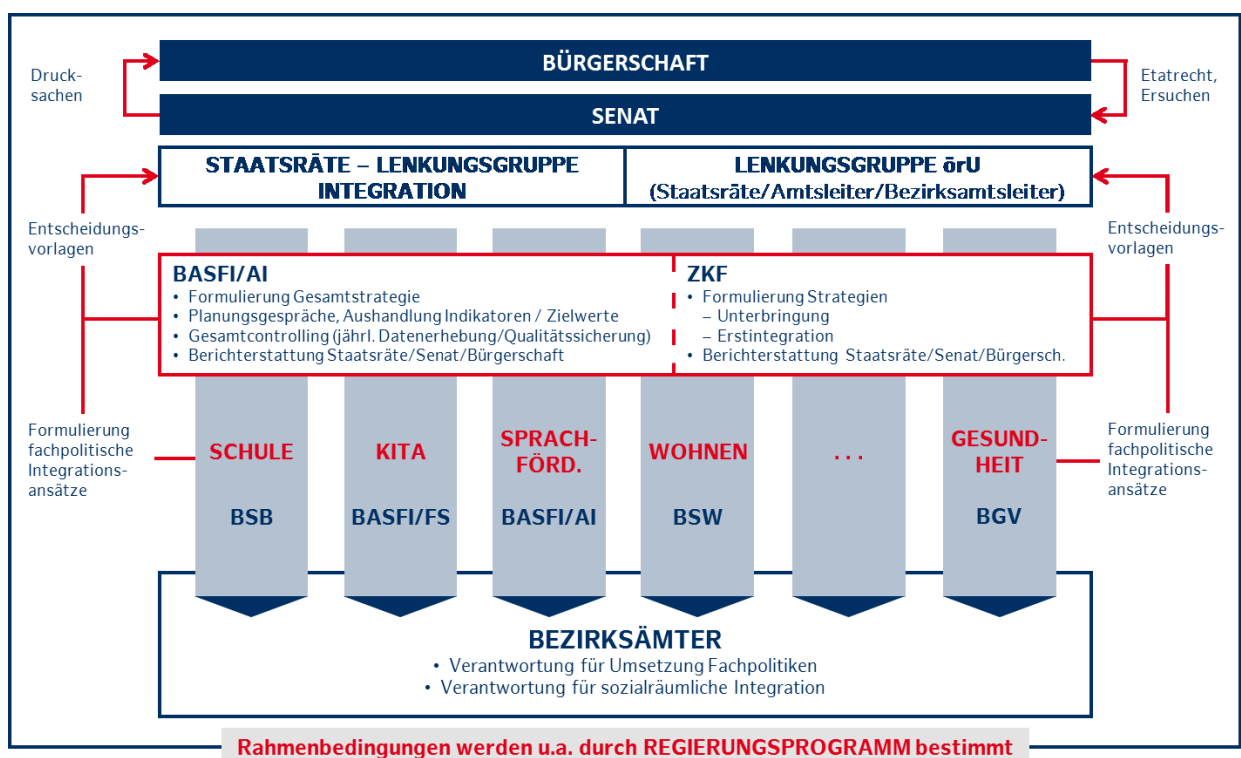 BÜRGERSCHAFT
Druck-
sachen
Etatrecht,
Ersuchen
SENAT
STAATSRÄTE – LENKUNGSGRUPPE
INTEGRATION
LENKUNGSGRUPPE örU
(Staatsräte/Amtsleiter/Bezirksamtsleiter)
Entscheidungs-
vorlagen
Entscheidungs-
vorlagen
BASFI/AI
• Formulierung Gesamtstrategie
• Planungsgespräche, Aushandlung Indikatoren / Zielwerte
• Gesamtcontrolling (jährl. Datenerhebung/Qualitätssicherung)
• Berichterstattung Staatsräte/Senat/Bürgerschaft
ZKF
• Formulierung Strategien
– Unterbringung
– Erstintegration
• Berichterstattung Staatsräte/Senat/Bürgersch.
Formulierung
fachpolitische
Integrations-
ansätze
SCHULE
KITA
SPRACH-
FÖRD.
WOHNEN
...
GESUND-
HEIT
Formulierung
fachpolitische
Integrations-
ansätze
BSB
BASFI/FS
BASFI/AI
BSW
BGV
BEZIRKSÄMTER
• Verantwortung für Umsetzung Fachpolitiken
• Verantwortung für sozialräumliche Integration
Rahmenbedingungen werden u.a. durch REGIERUNGSPROGRAMM bestimmt